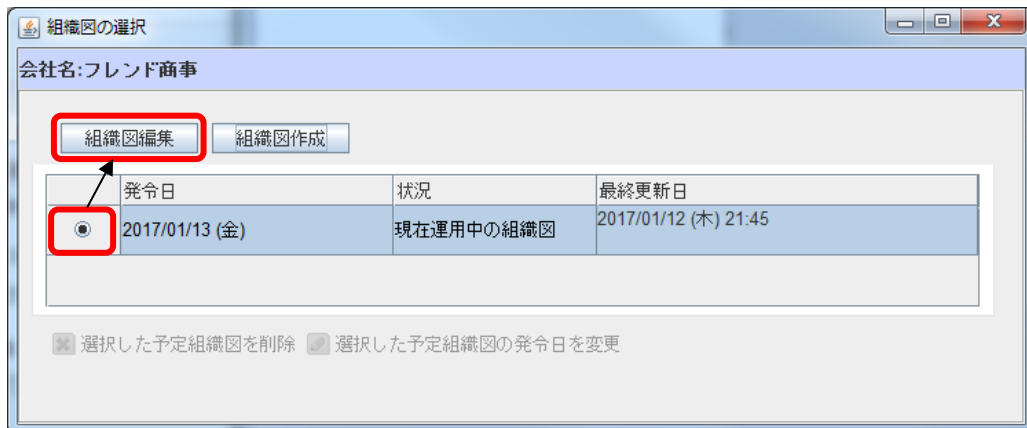 組織図の選択
会社名:フレンド商事
組織図編集 組織図作成
発令日 状況 最終更新日
2017/01/13 (金) 現在運用中の組織図 2017/01/12 (木) 21:45
選択した予定組織図を削除 選択した予定組織図の発令日を変更